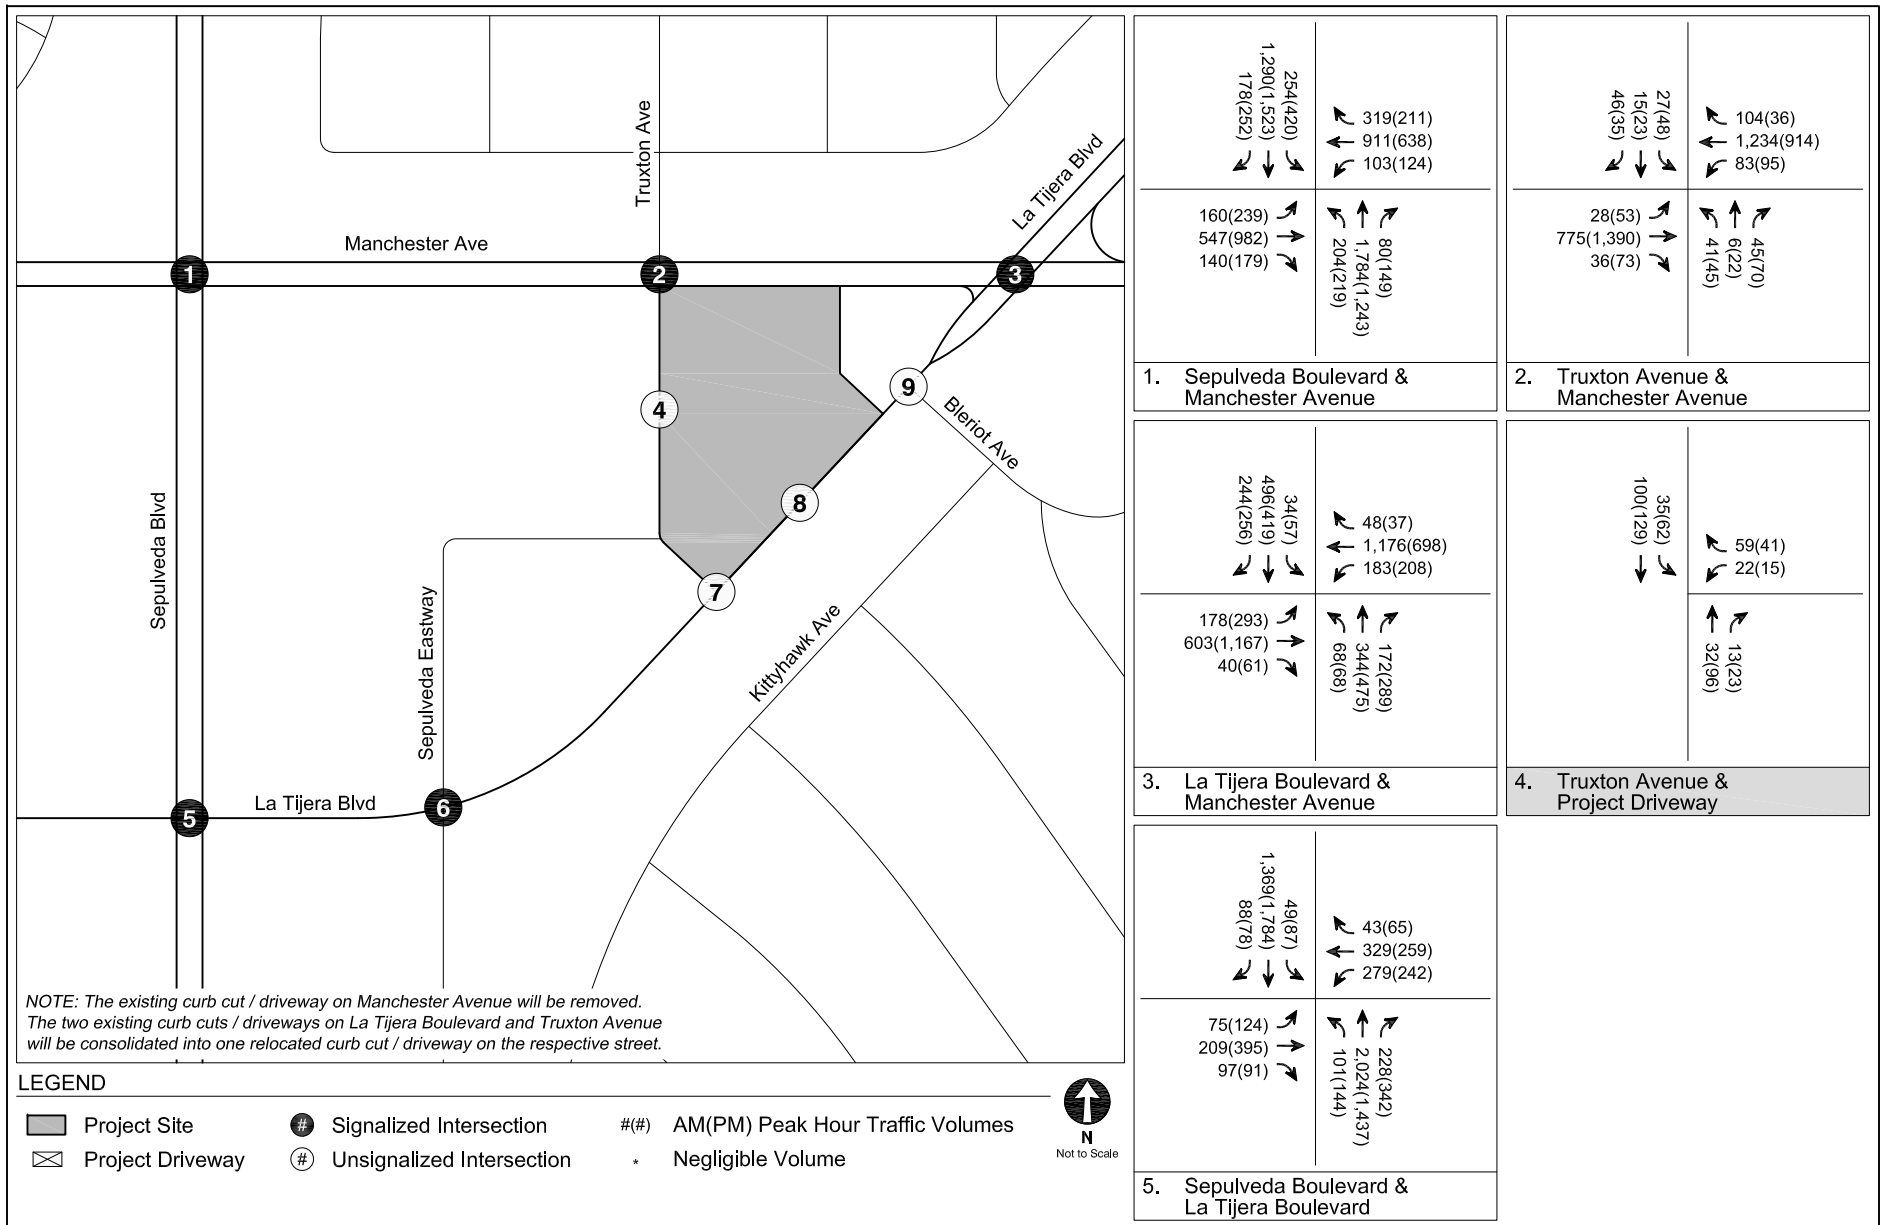 Truxton Ave
La Tijera Blvd
Manchester Ave
1
2
3
4
9
Bleriot Ave
8
Sepulveda Blvd
7
Sepulveda Eastway
Kittyhawk Ave
La Tijera Blvd
5
6
NOTE: The existing curb cut / driveway on Manchester Avenue will be removed.
The two existing curb cuts / driveways on La Tijera Boulevard and Truxton Avenue
will be consolidated into one relocated curb cut / driveway on the respective street.
LEGEND
Project Site
# Signalized Intersection
#(#) AM(PM) Peak Hour Traffic Volumes
Project Driveway
# Unsignalized Intersection
* Negligible Volume
N
Not to Scale
178(252)
1,290(1,523)
254(420)
319(211)
911(638)
103(124)
160(239)
547(982)
140(179)
204(219)
1,784(1,243)
80(149)
1. Sepulveda Boulevard &
Manchester Avenue
46(35)
15(23)
27(48)
104(36)
1,234(914)
83(95)
28(53)
775(1,390)
36(73)
41(45)
6(22)
45(70)
2. Truxton Avenue &
Manchester Avenue
244(256)
496(419)
34(57)
48(37)
1,176(698)
183(208)
178(293)
603(1,167)
40(61)
68(68)
344(475)
172(289)
3. La Tijera Boulevard &
Manchester Avenue
100(129)
35(62)
59(41)
22(15)
32(96)
13(23)
4. Truxton Avenue &
Project Driveway
88(78)
1,369(1,784)
49(87)
43(65)
329(259)
279(242)
75(124)
209(395)
97(91)
101(144)
2,024(1,437)
228(342)
5. Sepulveda Boulevard &
La Tijera Boulevard